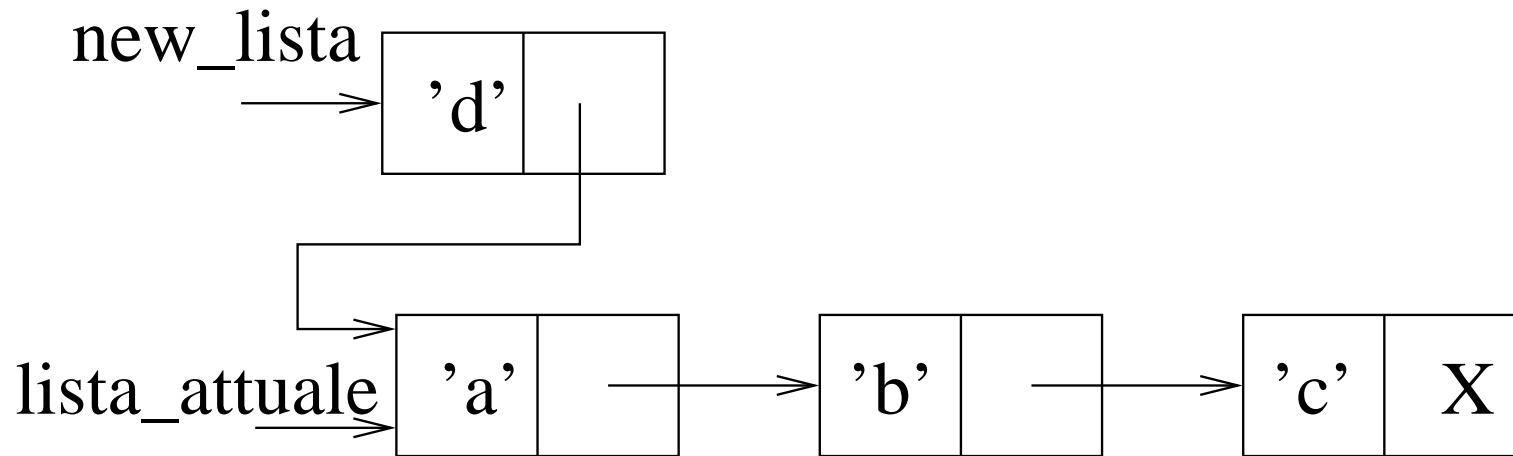 new_lista
’d’
lista_attuale
’a’
’b’
’c’
X